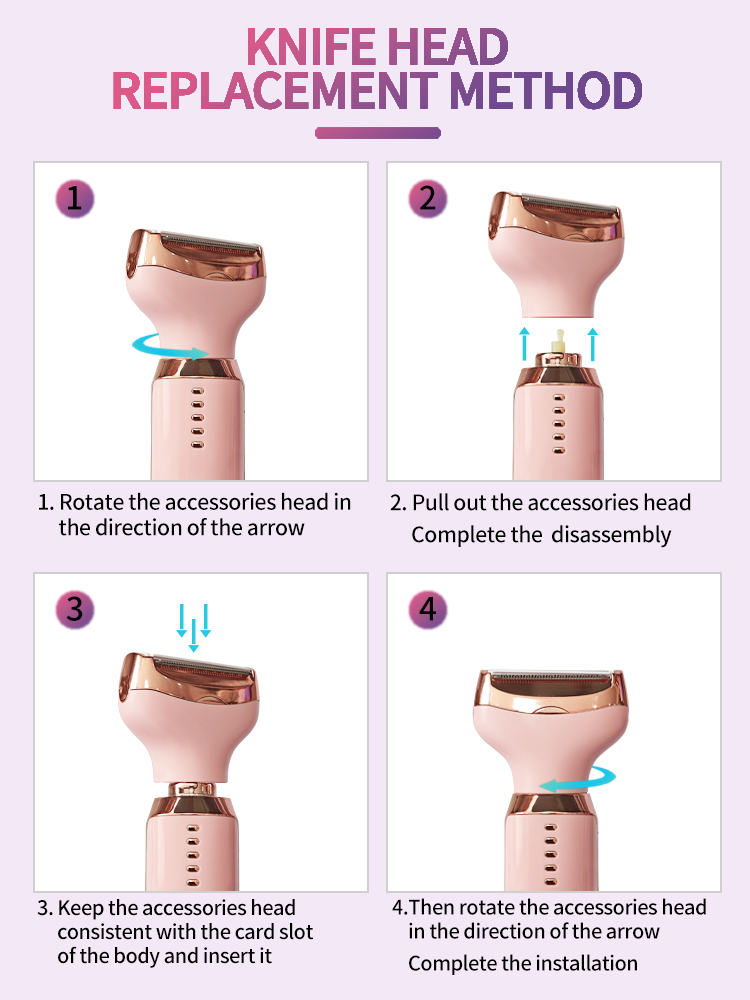 KNIFE HEAD
REPLACEMENT METHOD
1
2
1. Rotate the accessories head in
the direction of the arrow
2. Pull out the accessories head
Complete the disassembly
3
4
3. Keep the accessories head
consistent with the card slot
of the body and insert it
4.Then rotate the accessories head
in the direction of the arrow
Complete the installation